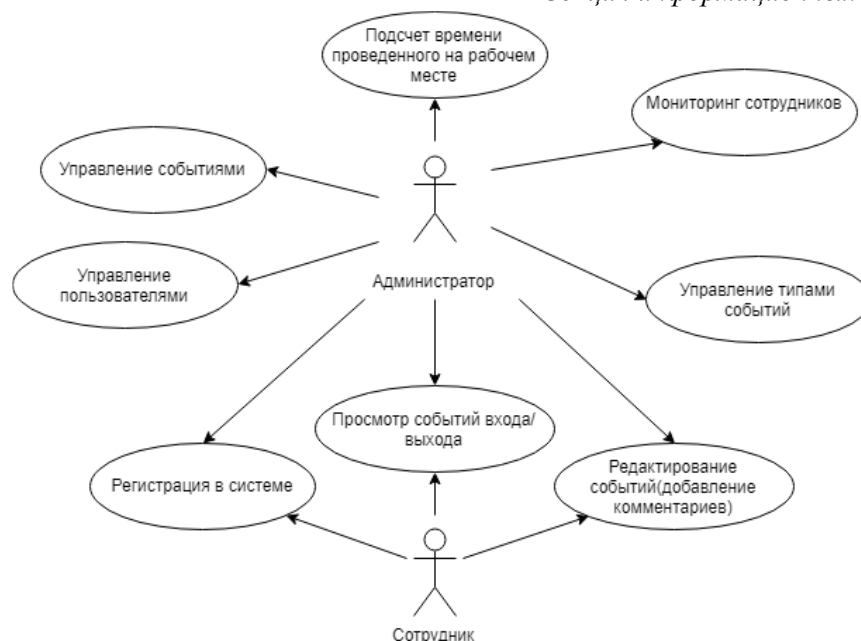 Подсчет времени
проведенного на рабочем
месте
Мониторинг сотрудников
Управление событиями
Управление
пользователями
Администратор
Управление типами
событий
Просмотр событий входа/
выхода
Регистрация в системе
Редактирование
событий(добавление
комментариев)
Сотрудник